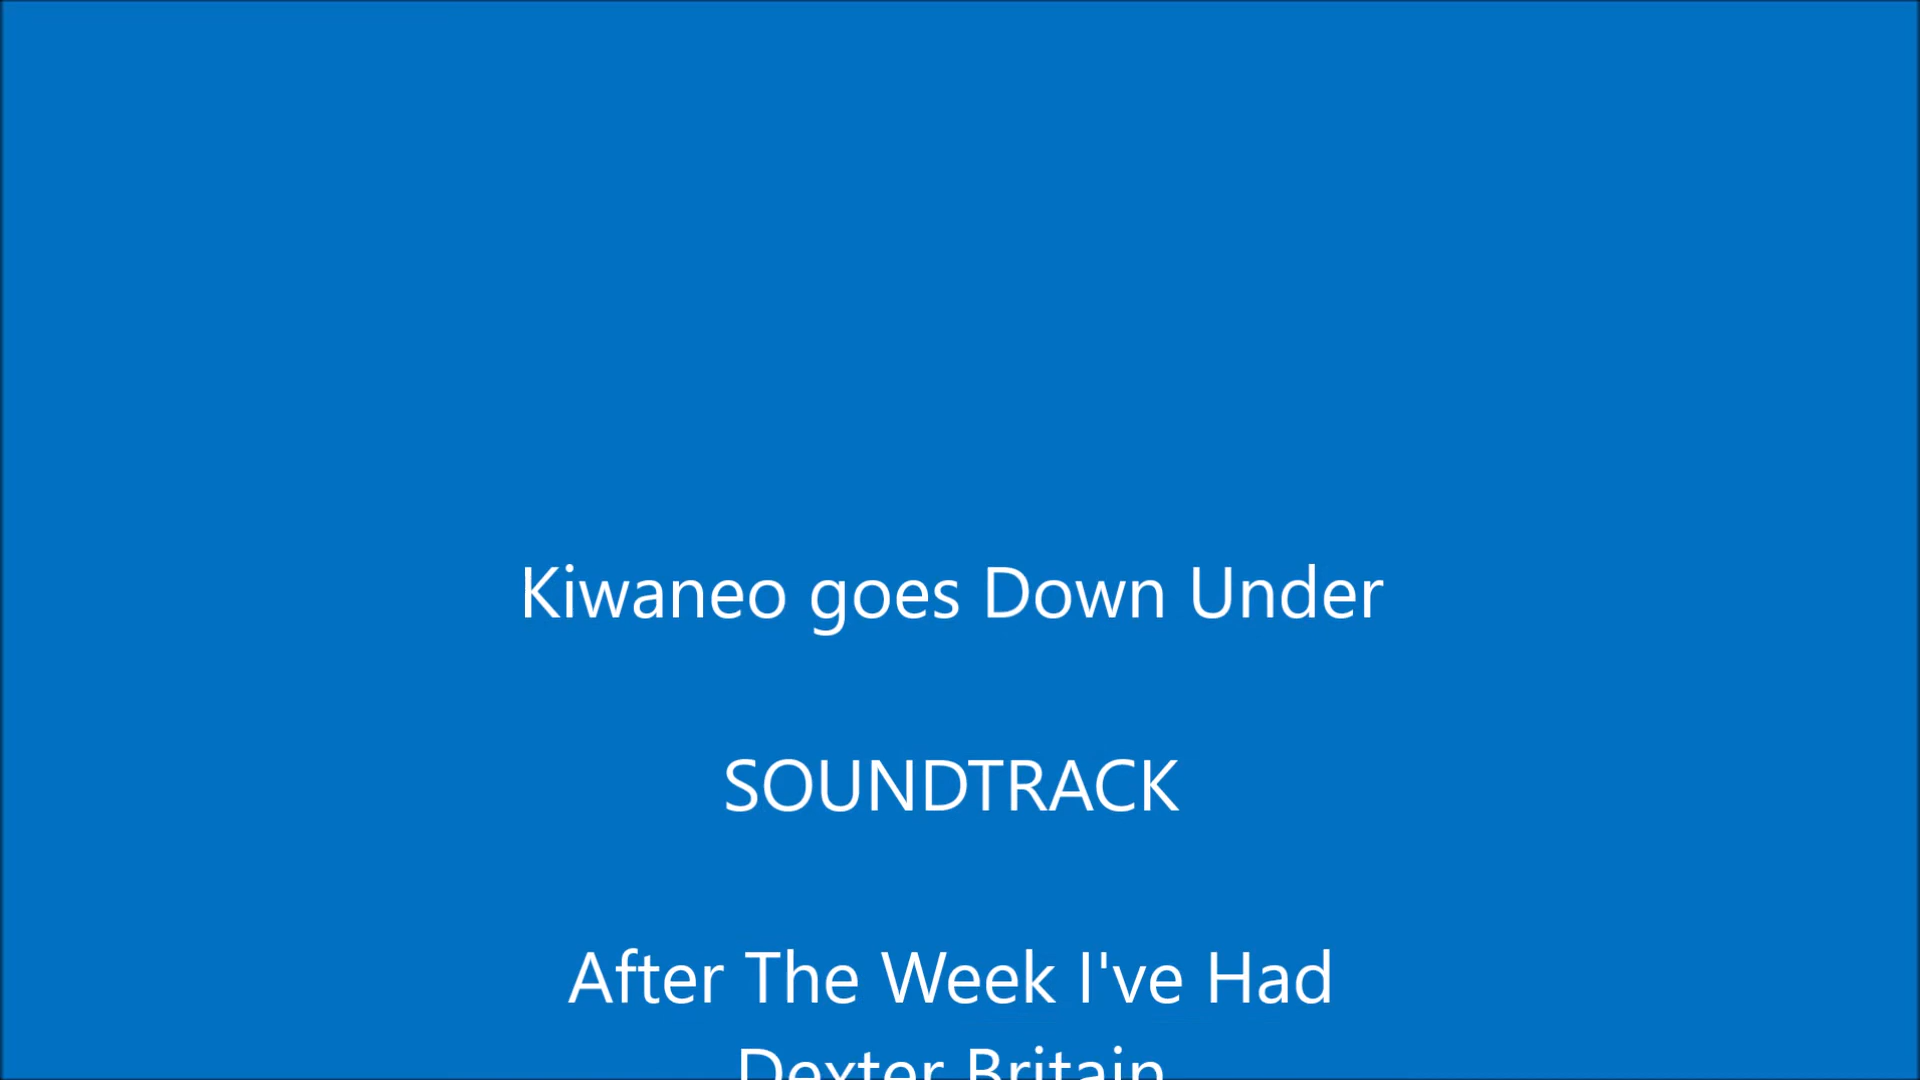 Kiwaneo goes Down Under
SOUNDTRACK
After The Week I've Had
Dexter Britain